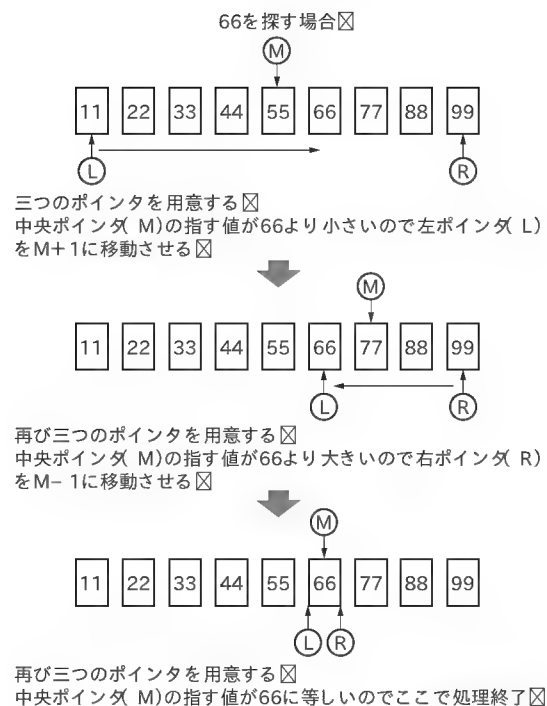 66を探す場合
M
11 22 33 44 55 66 77 88 99
L R
三つのポインタを用意する
中央ポインタ( M)の指す値が66より小さいので左ポインタ( L)
をM+1に移動させる
M
11 22 33 44 55 66 77 88 99
L R
再び三つのポインタを用意する
中央ポインタ( M)の指す値が66より大きいので右ポインタ( R)
をM−1に移動させる
M
11 22 33 44 55 66 77 88 99
L R
再び三つのポインタを用意する
中央ポインタ( M)の指す値が66に等しいのでここで処理終了